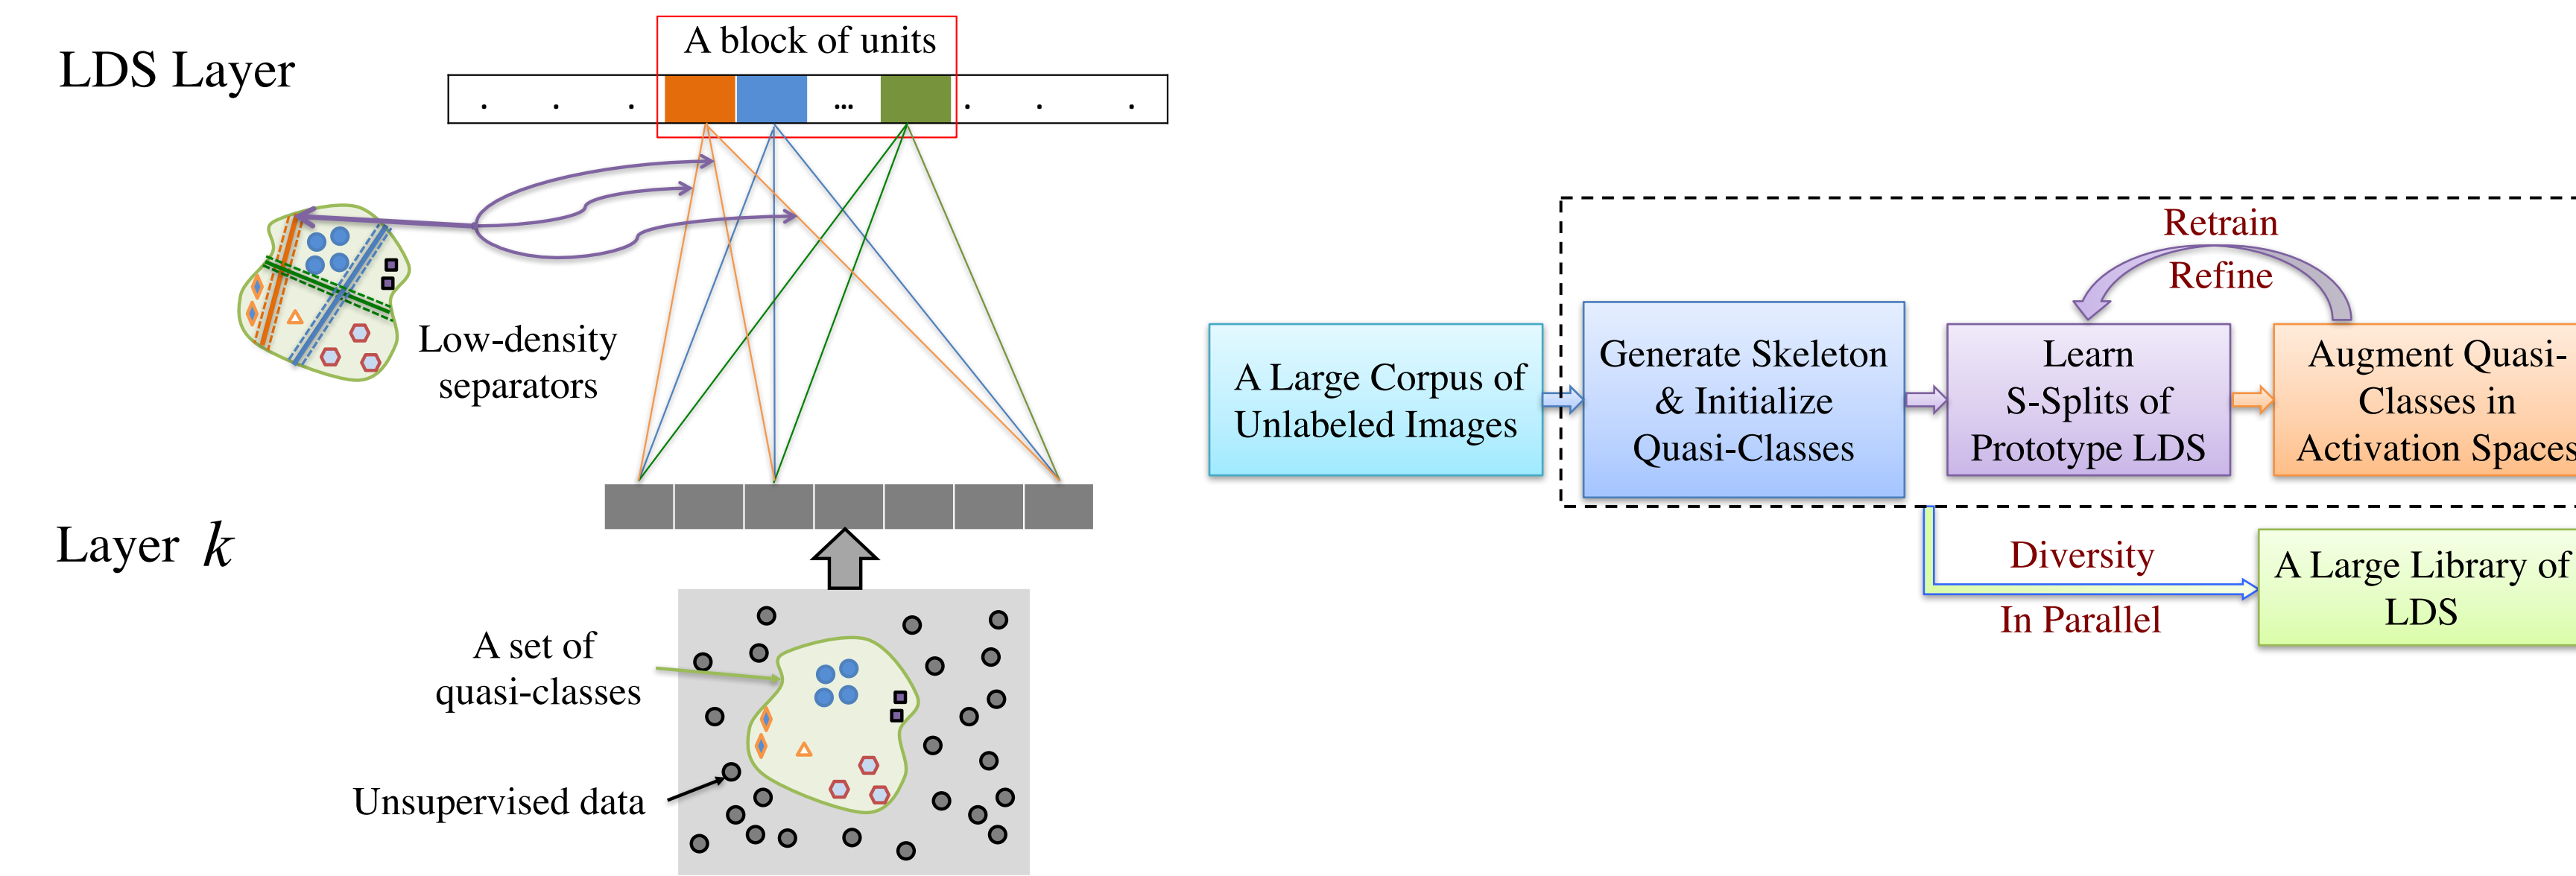 LDS Layer
A block of units
. . . ... . . .
Low-density
separators
Layer k
A set of
quasi-classes
Unsupervised data
A Large Corpus of
Unlabeled Images
Generate Skeleton
& Initialize
Quasi-Classes
Learn
S-Splits of
Prototype LDS
Retrain
Refine
Augment Quasi-
Classes in
Activation Spaces
Diversity
In Parallel
A Large Library of
LDS